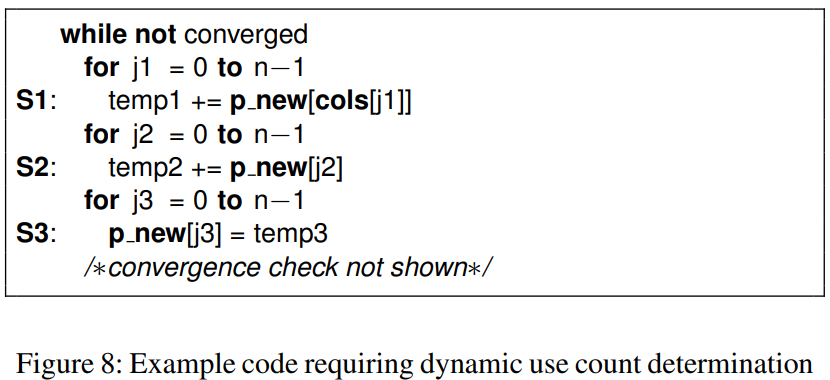 while not converged
for j1 = 0 to n−1
S1: temp1 += p_new[cols[j1]]
for j2 = 0 to n−1
S2: temp2 += p_new[j2]
for j3 = 0 to n−1
S3: p_new[j3] = temp3
/*convergence check not shown*/
Figure 8: Example code requiring dynamic use count determination